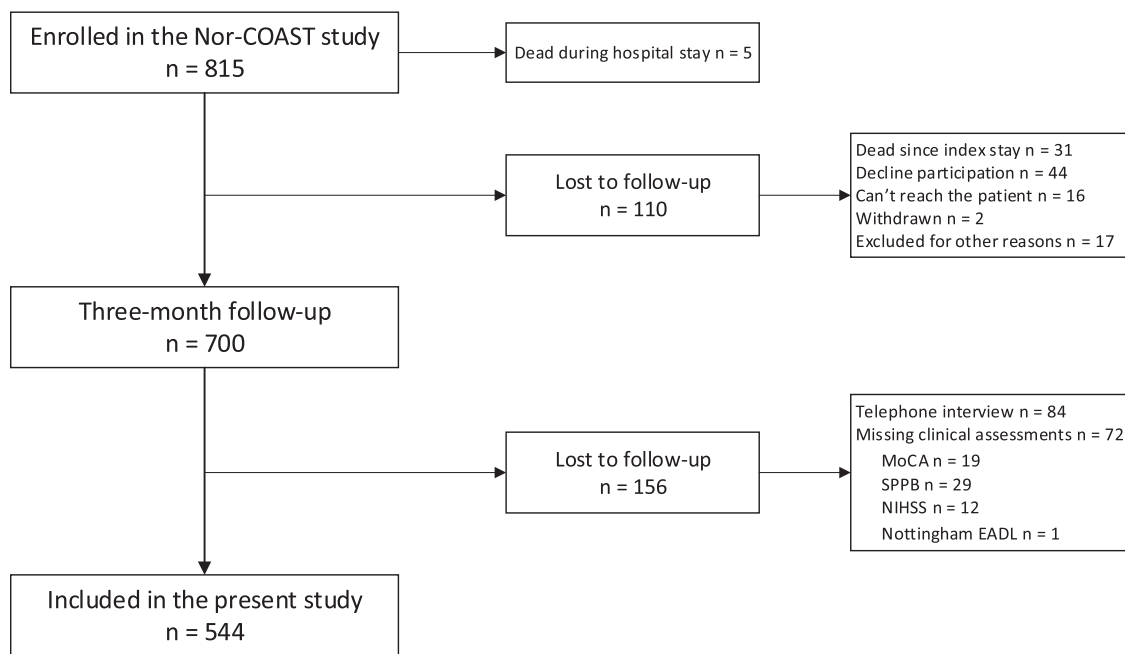 Enrolled in the Nor-COAST study
n = 815
Dead during hospital stay n = 5
Lost to follow-up
n = 110
Dead since index stay n = 31
Decline participation n = 44
Can't reach the patient n = 16
Withdrawn n = 2
Excluded for other reasons n = 17
Three-month follow-up
n = 700
Lost to follow-up
n = 156
Telephone interview n = 84
Missing clinical assessments n = 72
MoCA n = 19
SPPB n = 29
NIHSS n = 12
Nottingham EADL n = 1
Included in the present study
n = 544